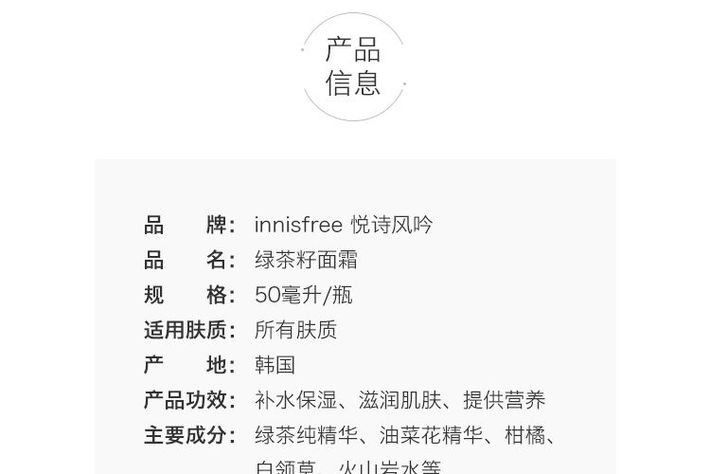 产品
信息
品 牌： innisfree 悦诗风吟
品 名： 绿茶籽面霜
规 格： 50毫升/瓶
适用肤质： 所有肤质
产 地： 韩国
产品功效： 补水保湿、滋润肌肤、提供营养
主要成分： 绿茶纯精华、油菜花精华、柑橘、
白颌草、火山岩水等